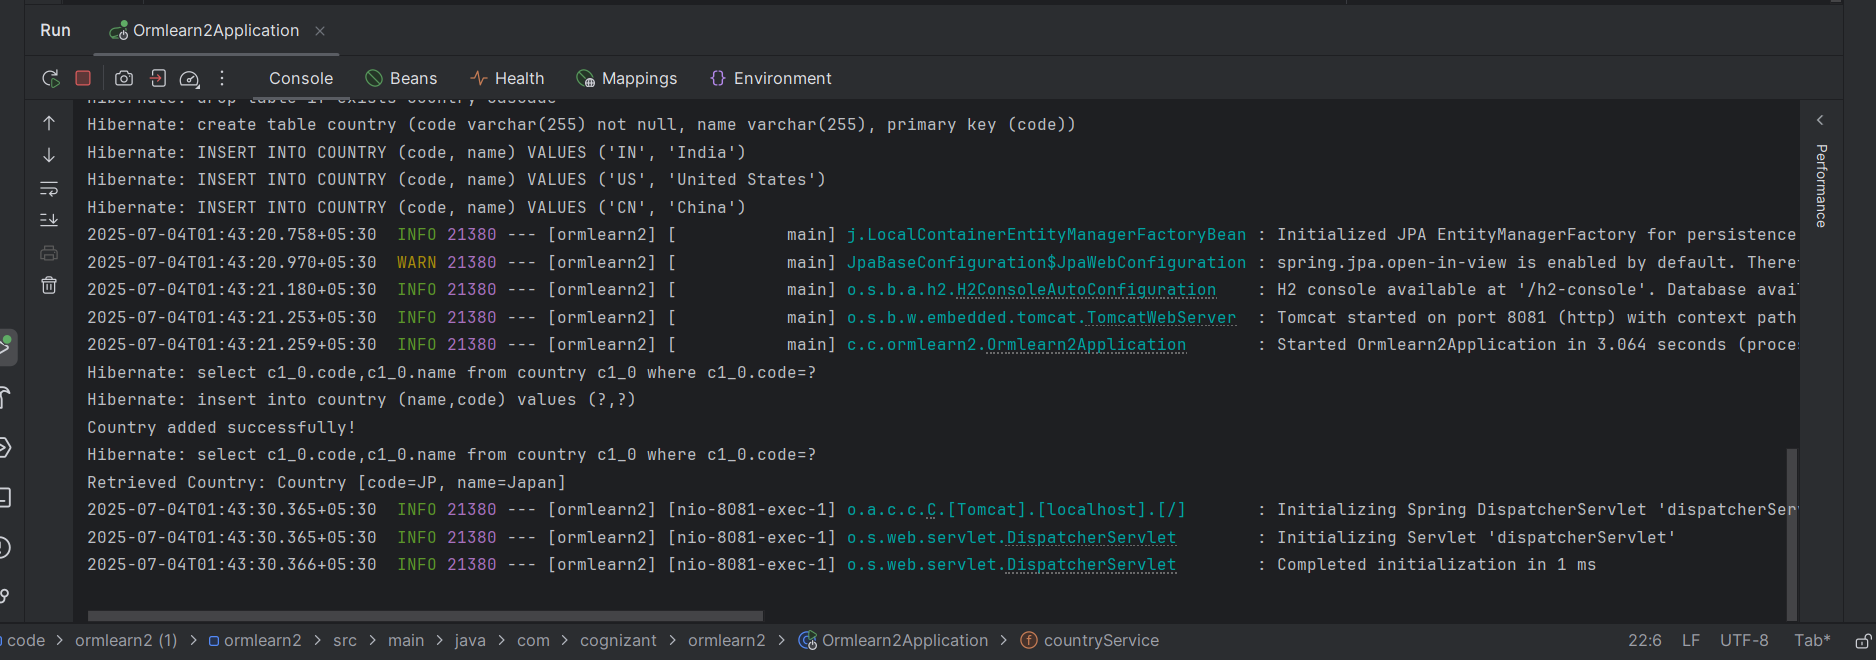 Run Ormlearn2Application
Console Beans Health Mappings Environment
Hibernate: drop table if exists country cascade
Hibernate: create table country (code varchar(255) not null, name varchar(255), primary key (code))
Hibernate: INSERT INTO COUNTRY (code, name) VALUES ('IN', 'India')
Hibernate: INSERT INTO COUNTRY (code, name) VALUES ('US', 'United States')
Hibernate: INSERT INTO COUNTRY (code, name) VALUES ('CN', 'China')
2025-07-04T01:43:20.758+05:30  INFO 21380 --- [ormlearn2] [           main] j.LocalContainerEntityManagerFactoryBean : Initialized JPA EntityManagerFactory for persistence
2025-07-04T01:43:20.970+05:30  WARN 21380 --- [ormlearn2] [           main] JpaBaseConfiguration$JpaWebConfiguration : spring.jpa.open-in-view is enabled by default. There
2025-07-04T01:43:21.180+05:30  INFO 21380 --- [ormlearn2] [           main] o.s.b.a.h2.H2ConsoleAutoConfiguration    : H2 console available at '/h2-console'. Database avai
2025-07-04T01:43:21.253+05:30  INFO 21380 --- [ormlearn2] [           main] o.s.b.w.embedded.tomcat.TomcatWebServer  : Tomcat started on port 8081 (http) with context path
2025-07-04T01:43:21.259+05:30  INFO 21380 --- [ormlearn2] [           main] c.c.ormlearn2.Ormlearn2Application       : Started Ormlearn2Application in 3.064 seconds (proce
Hibernate: select c1_0.code,c1_0.name from country c1_0 where c1_0.code=?
Hibernate: insert into country (name,code) values (?,?)
Country added successfully!
Hibernate: select c1_0.code,c1_0.name from country c1_0 where c1_0.code=?
Retrieved Country: Country [code=JP, name=Japan]
2025-07-04T01:43:30.365+05:30  INFO 21380 --- [ormlearn2] [nio-8081-exec-1] o.a.c.c.C.[Tomcat].[localhost].[/]       : Initializing Spring DispatcherServlet 'dispatcherSer
2025-07-04T01:43:30.365+05:30  INFO 21380 --- [ormlearn2] [nio-8081-exec-1] o.s.web.servlet.DispatcherServlet        : Initializing Servlet 'dispatcherServlet'
2025-07-04T01:43:30.366+05:30  INFO 21380 --- [ormlearn2] [nio-8081-exec-1] o.s.web.servlet.DispatcherServlet        : Completed initialization in 1 ms
Performance
code > ormlearn2 (1) > ormlearn2 > src > main > java > com > cognizant > ormlearn2 > Ormlearn2Application > countryService 22:6 LF UTF-8 Tab*